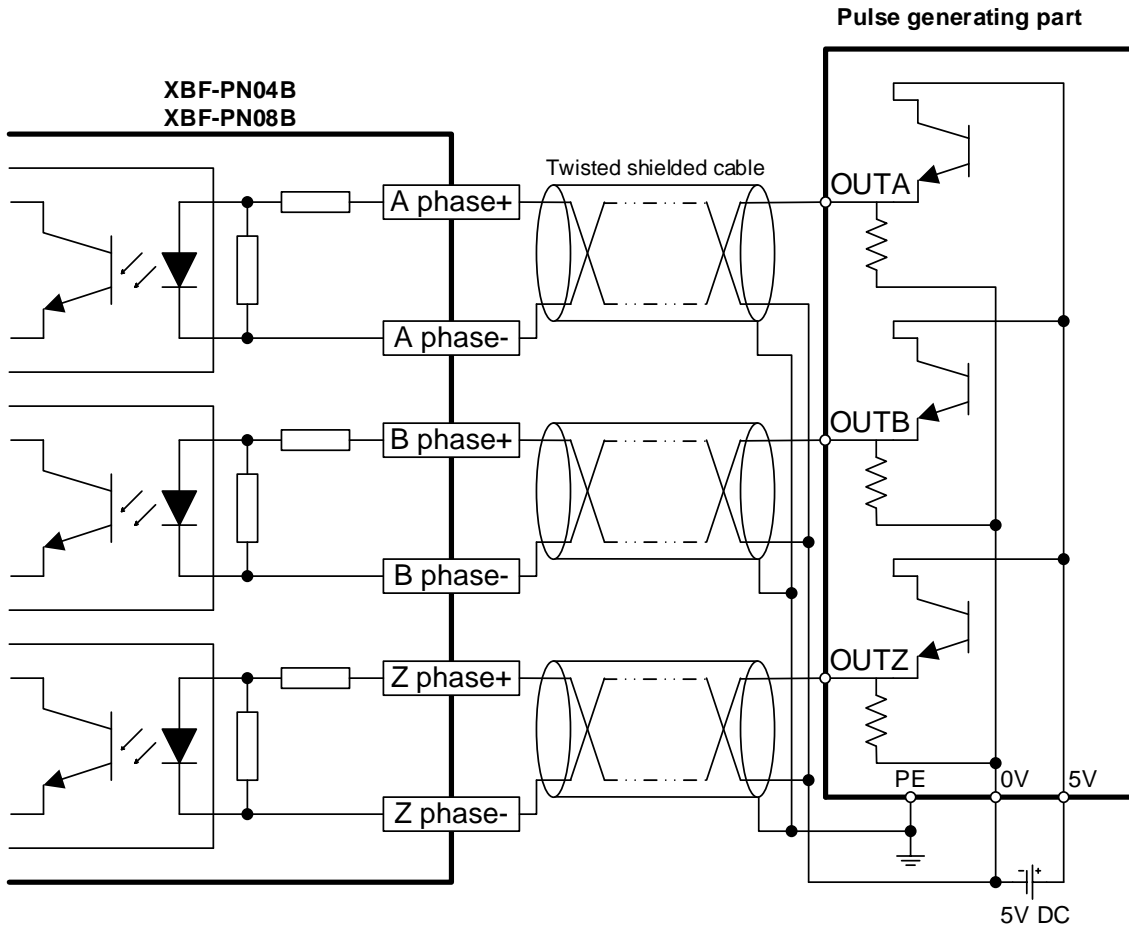 Pulse generating part
XBF-PN04B
XBF-PN08B
Twisted shielded cable
A phase+
OUTA
A phase-
B phase+
OUTB
B phase-
Z phase+
OUTZ
Z phase-
PE
0V
5V
- +
5V DC